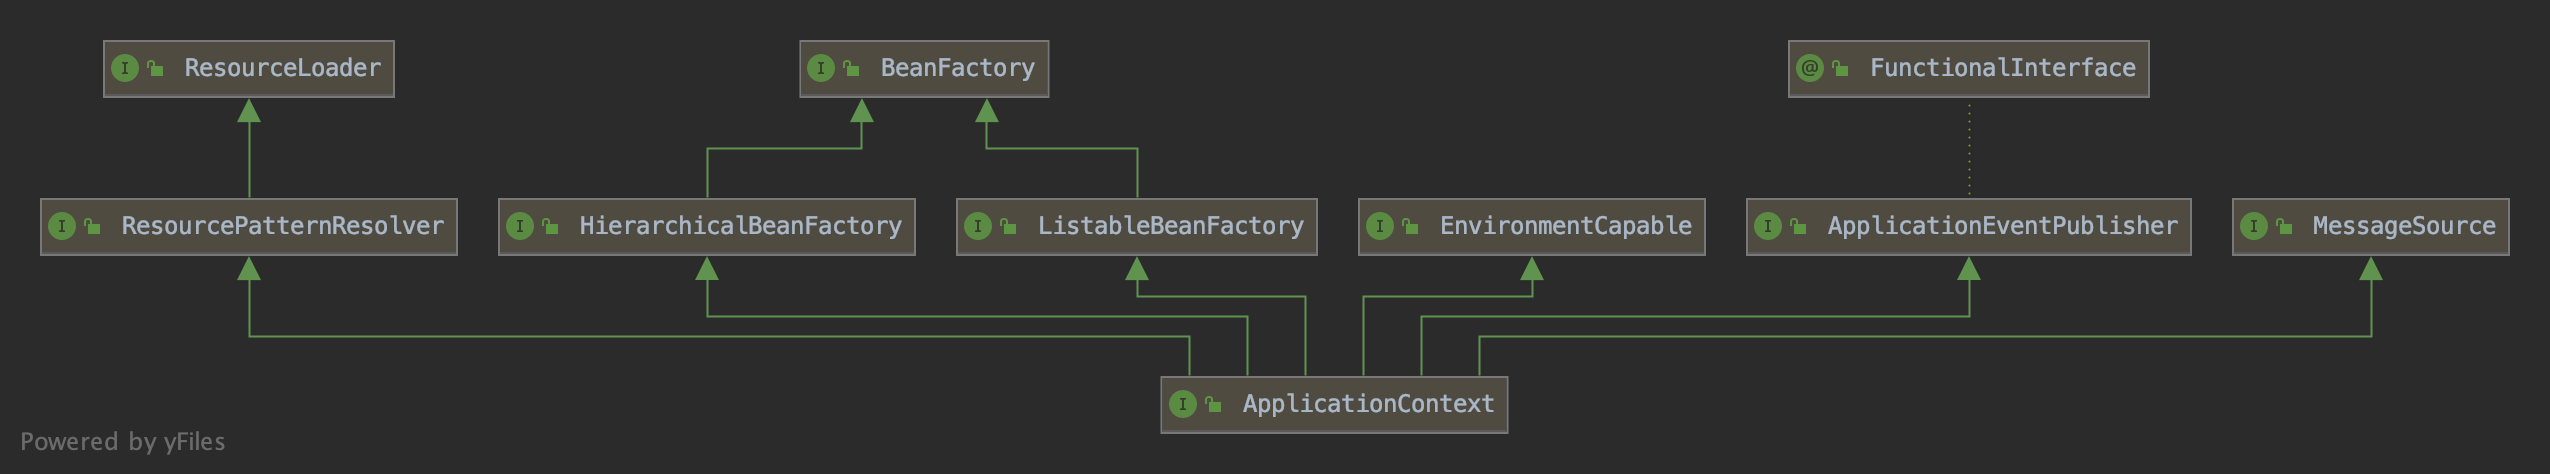 I ResourceLoader
I BeanFactory
@ FunctionalInterface
I ResourcePatternResolver
I HierarchicalBeanFactory
I ListableBeanFactory
I EnvironmentCapable
I ApplicationEventPublisher
I MessageSource
I ApplicationContext
Powered by yFiles